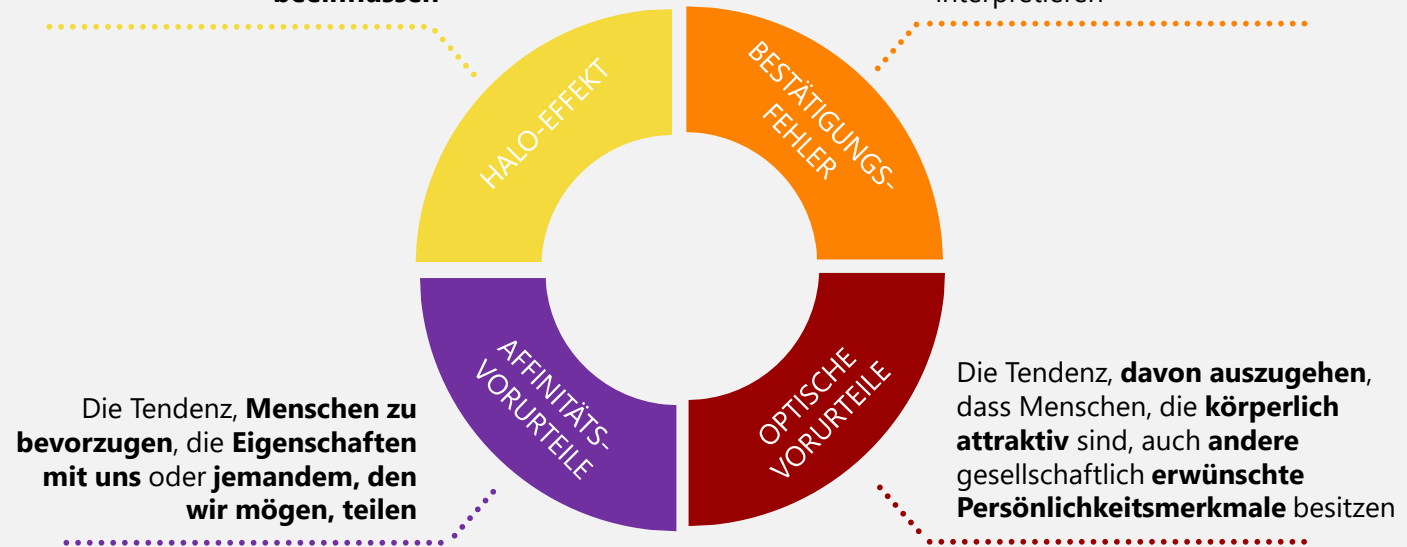 beeinflussen
interpretieren
HALO-EFFEKT
BESTÄTIGUNGS-
FEHLER
AFFINITÄTS-
VORURTEILE
OPTISCHE
VORURTEILE
Die Tendenz, Menschen zu
bevorzugen, die Eigenschaften
mit uns oder jemandem, den
wir mögen, teilen
Die Tendenz, davon auszugehen,
dass Menschen, die körperlich
attraktiv sind, auch andere
gesellschaftlich erwünschte
Persönlichkeitsmerkmale besitzen